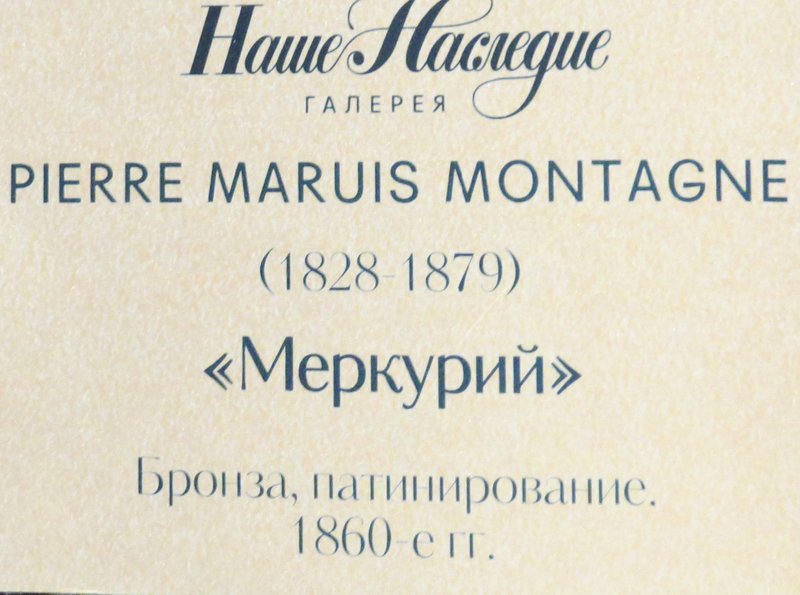 Наше Наследие
ГАЛЕРЕЯ
PIERRE MARUIS MONTAGNE
(1828-1879)
«Меркурий»
Бронза, патинирование.
1860-е гг.